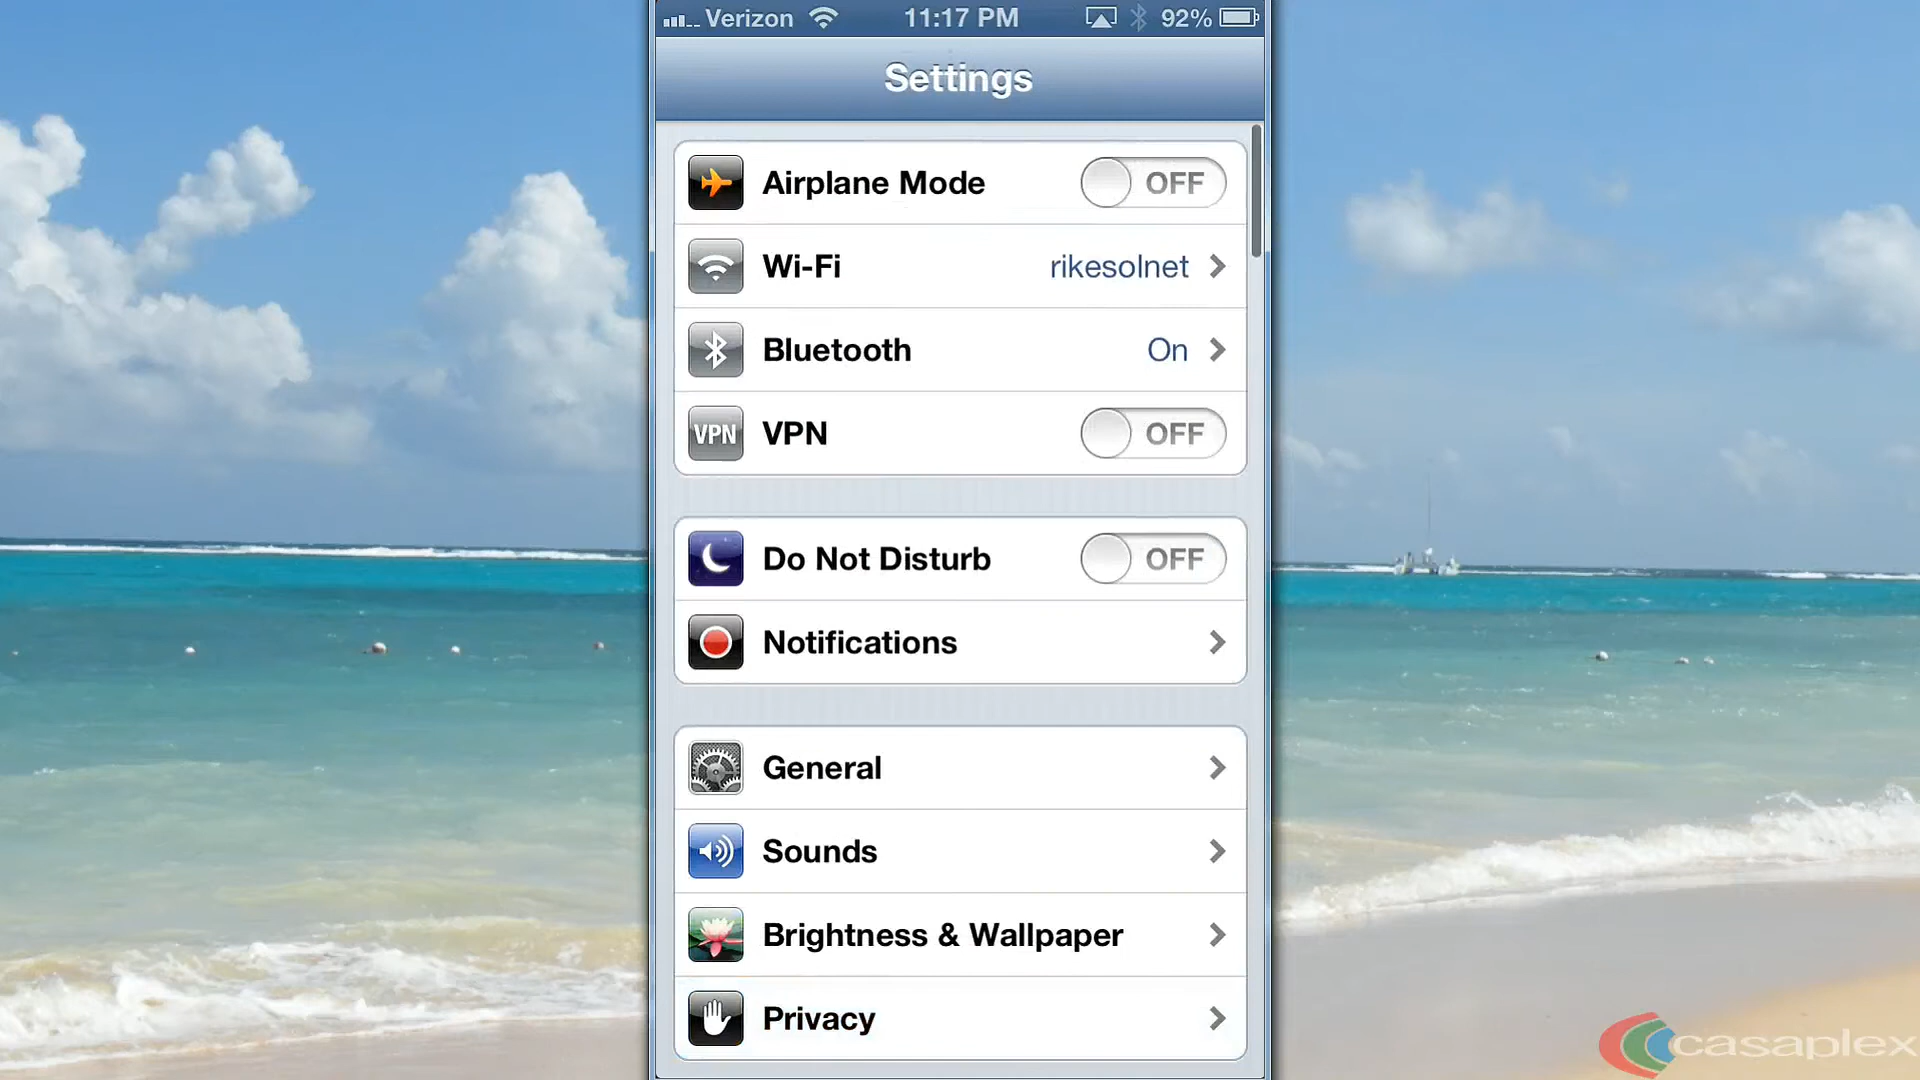 Verizon 11:17 PM 92%
Settings
Airplane Mode OFF
Wi-Fi rikesolnet
Bluetooth On
VPN VPN OFF
Do Not Disturb OFF
Notifications
General
Sounds
Brightness & Wallpaper
Privacy
casaplex